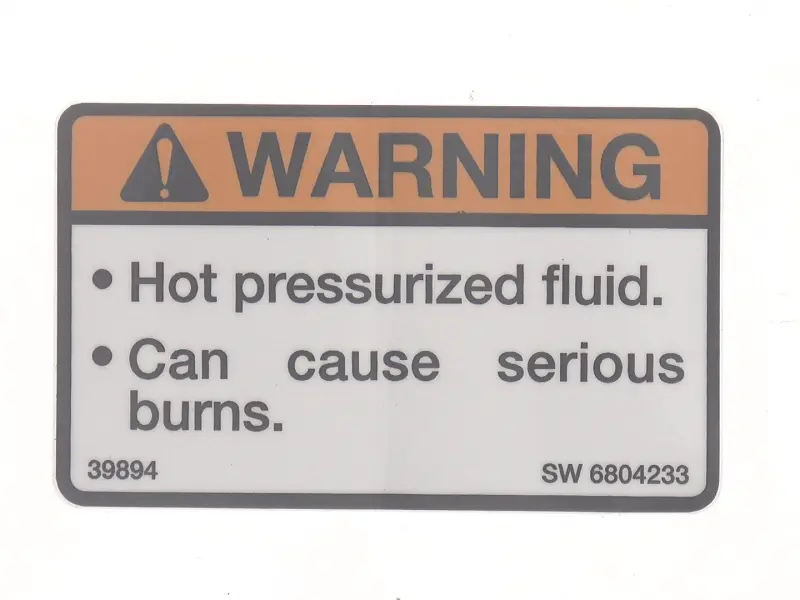 WARNING
• Hot pressurized fluid.
• Can cause serious
burns.
39894 SW 6804233